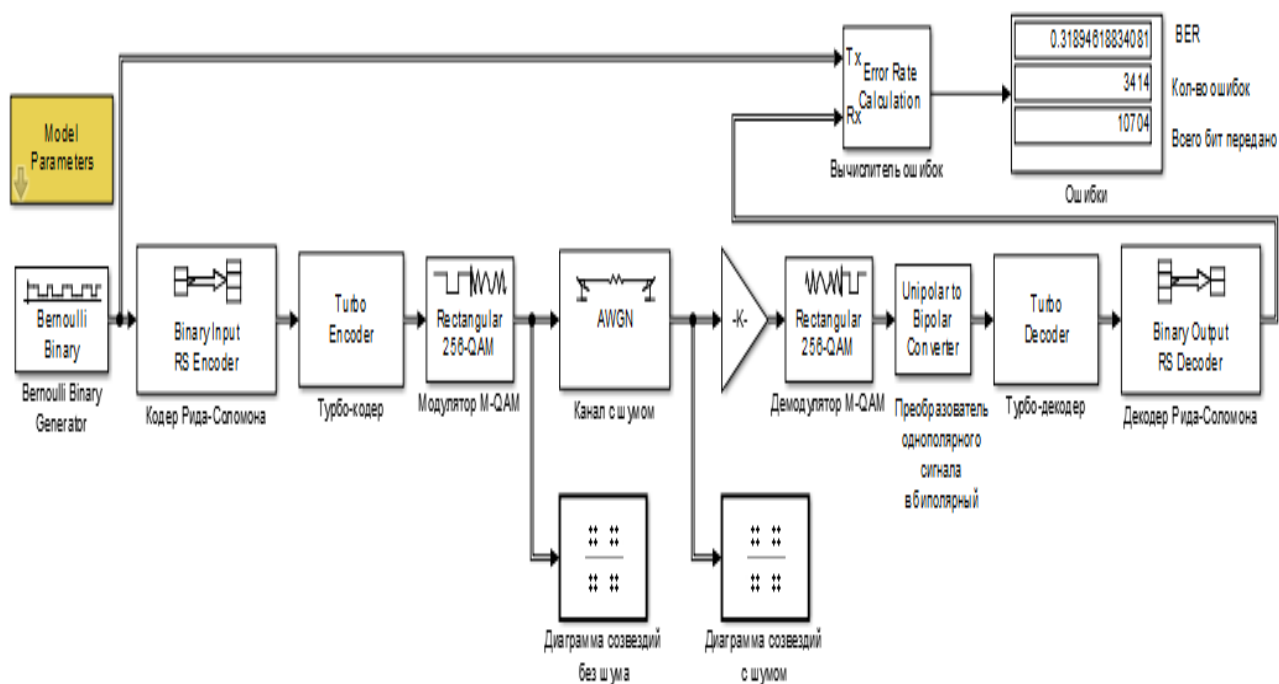 Tx
Error Rate
Calculation
Rx
Вычислитель ошибок
0.31894618834081
BER
3414
Кол-во ошибок
10704
Всего бит передано
Ошибки
Model
Parameters
Bernoulli
Binary
Bernoulli Binary
Generator
Binary Input
RS Encoder
Кодер Рида-Соломона
Turbo
Encoder
Турбо-кодер
Rectangular
256-QAM
Модулятор M-QAM
AWGN
Канал с шумом
-K-
Rectangular
256-QAM
Демодулятор M-QAM
Unipolar to
Bipolar
Converter
Преобразователь
однополярного
сигнала
в биполярный
Turbo
Decoder
Турбо-декодер
Binary Output
RS Decoder
Декодер Рида-Соломона
Диаграмма созвездий
без шума
Диаграмма созвездий
с шумом